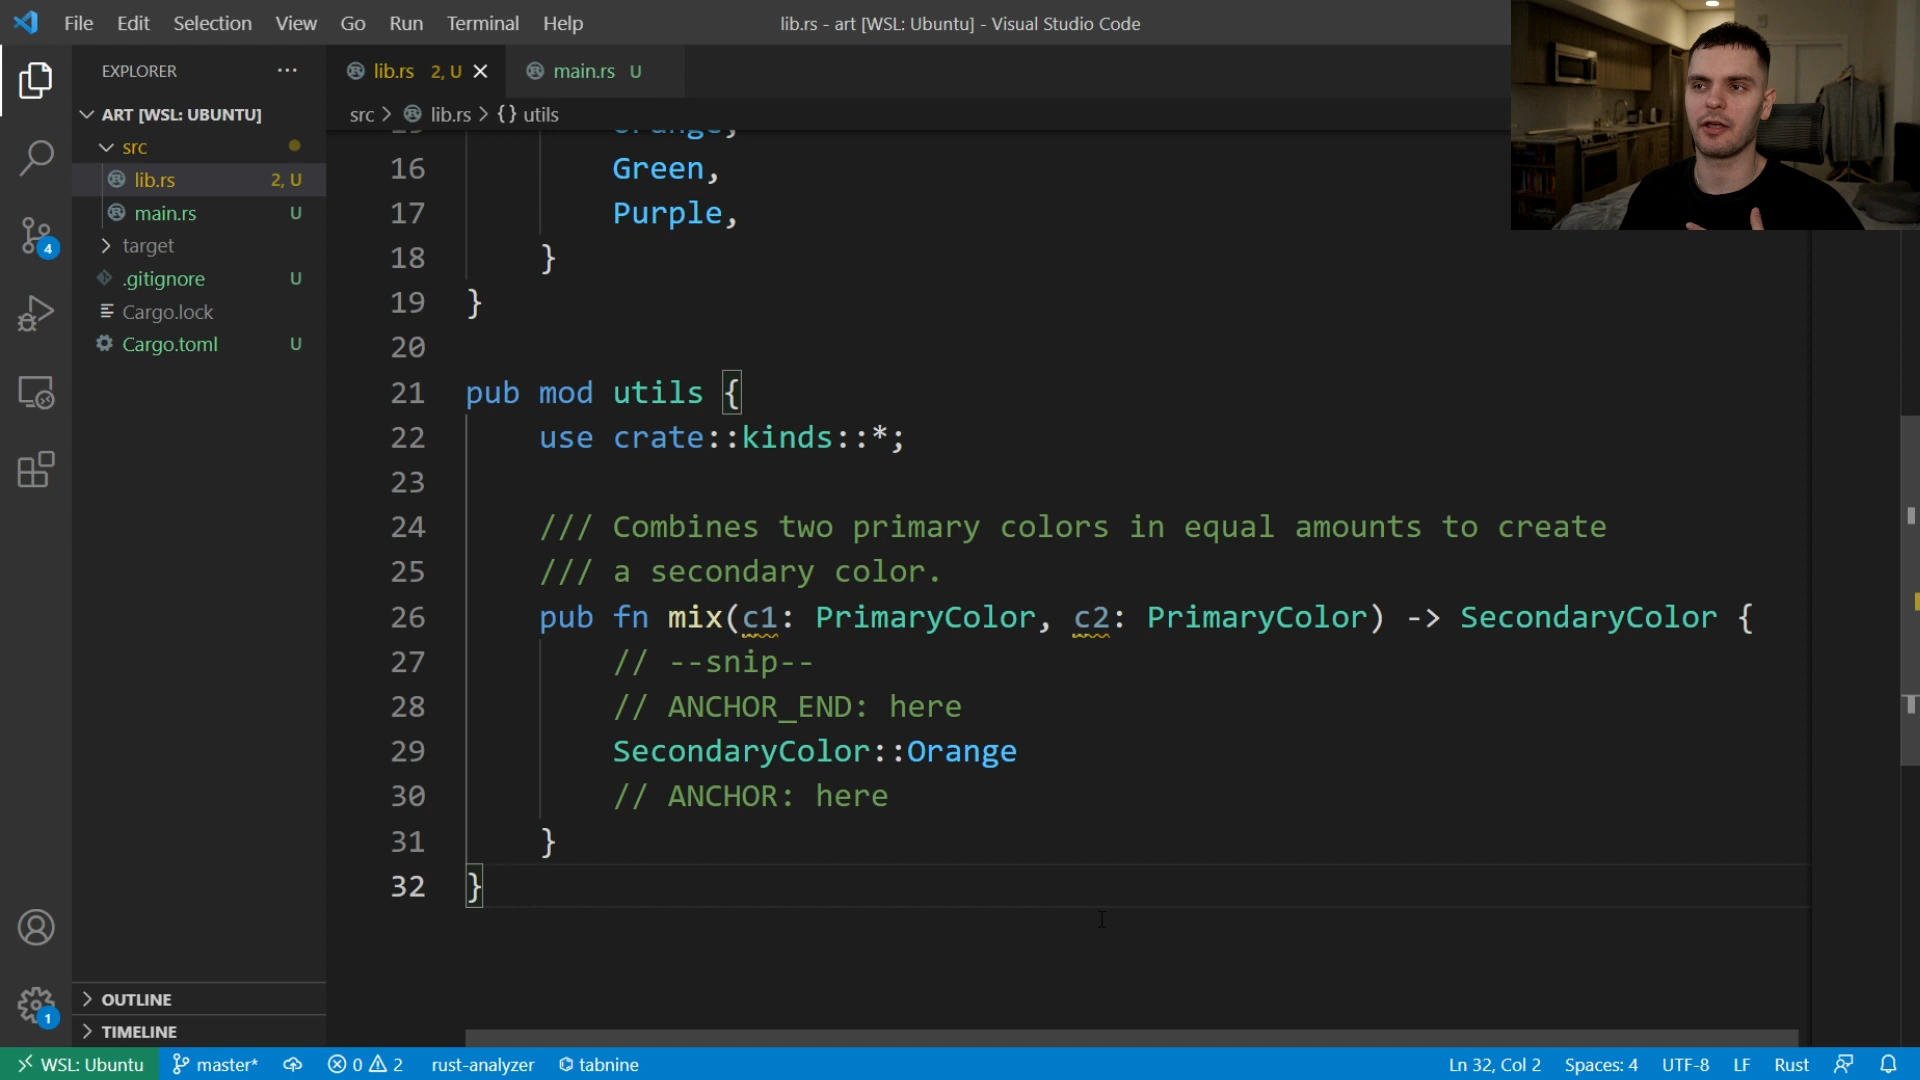 File Edit Selection View Go Run Terminal Help
lib.rs - art [WSL: Ubuntu] - Visual Studio Code
EXPLORER ···
ART [WSL: UBUNTU]
src
lib.rs 2, U
main.rs U
target
.gitignore U
Cargo.lock
Cargo.toml U
4
OUTLINE
TIMELINE
1
lib.rs 2, U
main.rs U
src > lib.rs > {} utils
16 Green,
17 Purple,
18 }
19 }
20
21 pub mod utils {
22 use crate::kinds::*;
23
24 /// Combines two primary colors in equal amounts to create
25 /// a secondary color.
26 pub fn mix(c1: PrimaryColor, c2: PrimaryColor) -> SecondaryColor {
27 // --snip--
28 // ANCHOR_END: here
29 SecondaryColor::Orange
30 // ANCHOR: here
31 }
32 }
WSL: Ubuntu master* 0 2 rust-analyzer tabnine Ln 32, Col 2 Spaces: 4 UTF-8 LF Rust